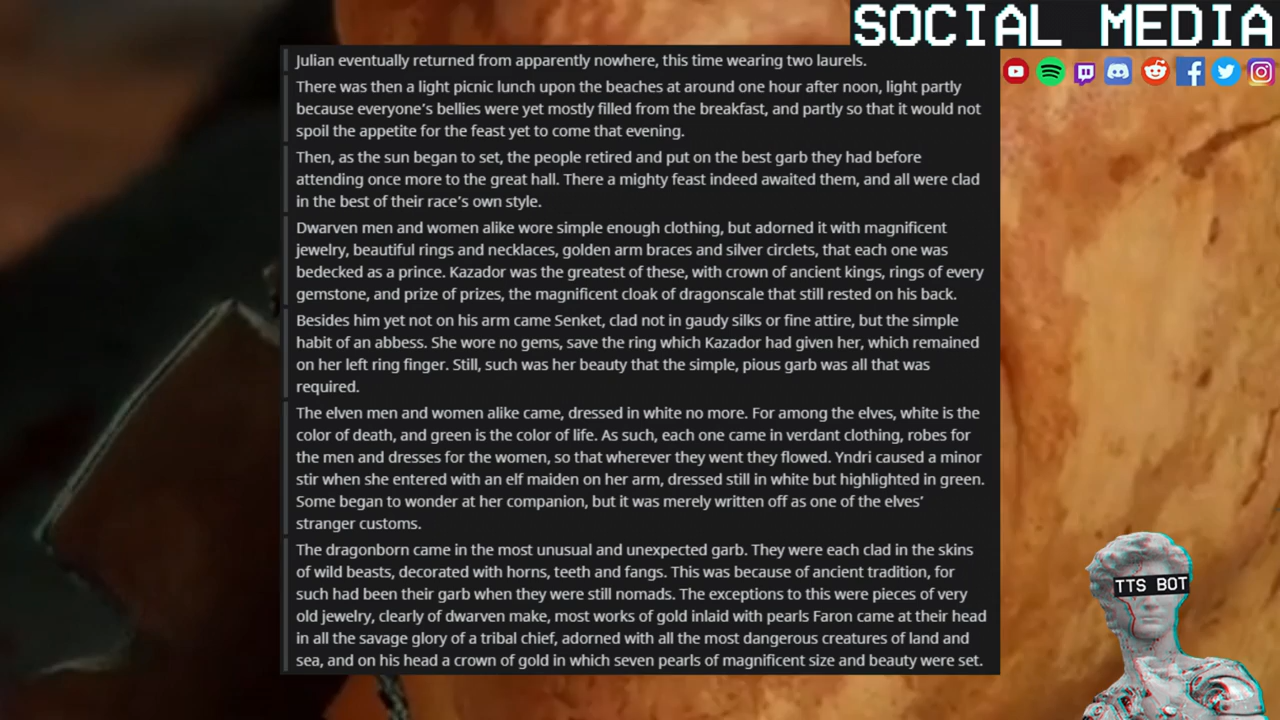 SOCIAL MEDIA
Julian eventually returned from apparently nowhere, this time wearing two laurels.
There was then a light picnic lunch upon the beaches at around one hour after noon, light partly
because everyone's bellies were yet mostly filled from the breakfast, and partly so that it would not
spoil the appetite for the feast yet to come that evening.
Then, as the sun began to set, the people retired and put on the best garb they had before
attending once more to the great hall. There a mighty feast indeed awaited them, and all were clad
in the best of their race's own style.
Dwarven men and women alike wore simple enough clothing, but adorned it with magnificent
jewelry, beautiful rings and necklaces, golden arm braces and silver circlets, that each one was
bedecked as a prince. Kazador was the greatest of these, with crown of ancient kings, rings of every
gemstone, and prize of prizes, the magnificent cloak of dragonscale that still rested on his back.
Besides him yet not on his arm came Senket, clad not in gaudy silks or fine attire, but the simple
habit of an abbess. She wore no gems, save the ring which Kazador had given her, which remained
on her left ring finger. Still, such was her beauty that the simple, pious garb was all that was
required.
The elven men and women alike came, dressed in white no more. For among the elves, white is the
color of death, and green is the color of life. As such, each one came in verdant clothing, robes for
the men and dresses for the women, so that wherever they went they flowed. Yndri caused a minor
stir when she entered with an elf maiden on her arm, dressed still in white but highlighted in green.
Some began to wonder at her companion, but it was merely written off as one of the elves'
stranger customs.
The dragonborn came in the most unusual and unexpected garb. They were each clad in the skins
of wild beasts, decorated with horns, teeth and fangs. This was because of ancient tradition, for
such had been their garb when they were still nomads. The exceptions to this were pieces of very
old jewelry, clearly of dwarven make, most works of gold inlaid with pearls Faron came at their head
in all the savage glory of a tribal chief, adorned with all the most dangerous creatures of land and
sea, and on his head a crown of gold in which seven pearls of magnificent size and beauty were set.
TTS BOT